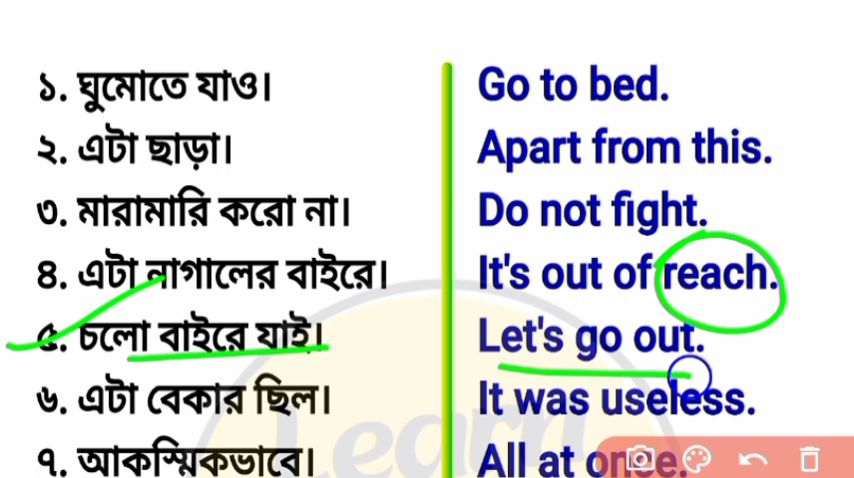 ১. ঘুমোতে যাও। Go to bed.
২. এটা ছাড়া। Apart from this.
৩. মারামারি করো না। Do not fight.
৪. এটা নাগালের বাইরে। It's out of reach.
৫. চলো বাইরে যাই। Let's go out.
৬. এটা বেকার ছিল। It was useless.
৭. আকস্মিকভাবে। All at once.
Learn